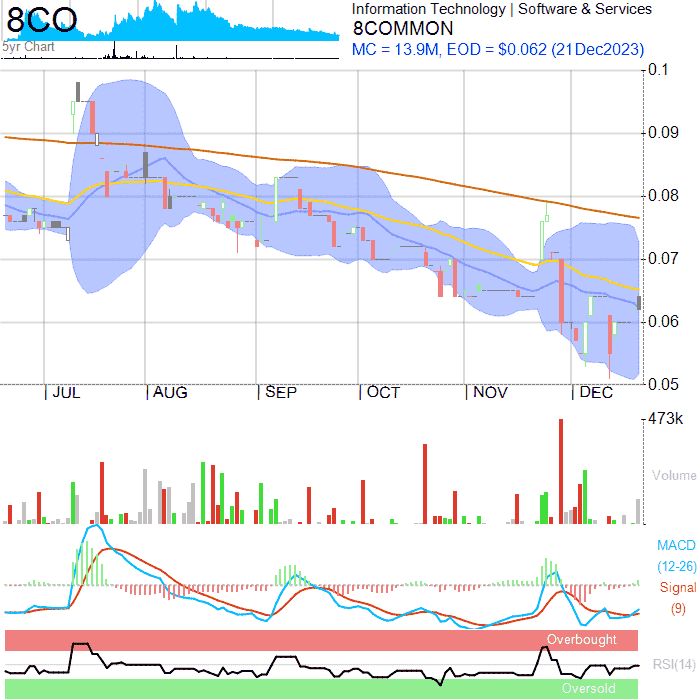 8CO
Information Technology | Software & Services
8COMMON
5yr Chart
MC = 13.9M, EOD = $0.062 (21Dec2023)
0.1
0.09
0.08
0.07
0.06
0.05
| JUL | AUG | SEP | OCT | NOV | DEC
473k
Volume
MACD
(12-26)
Signal
(9)
Overbought
RSI(14)
Oversold